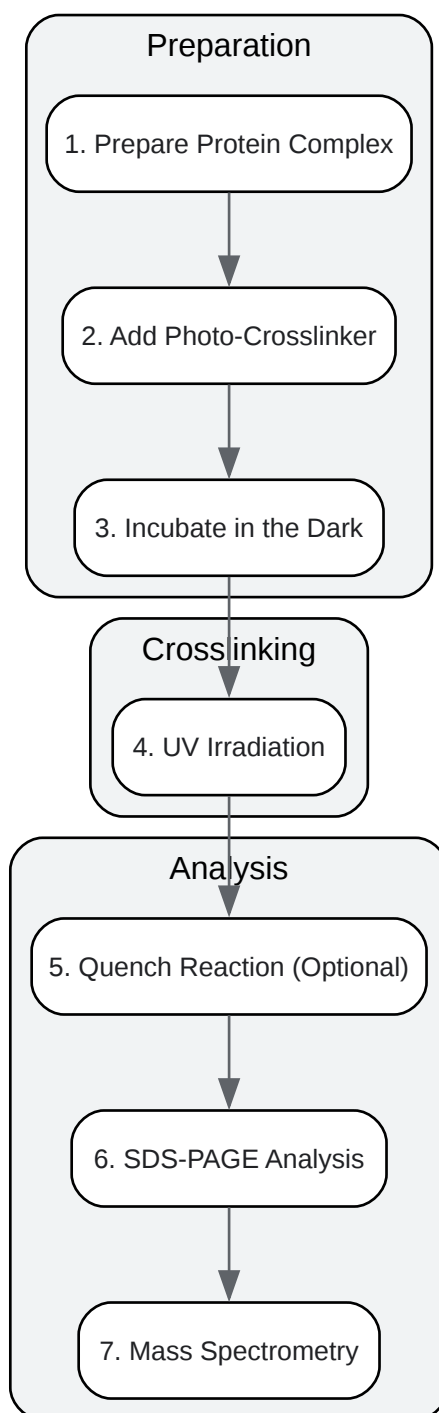 Preparation
1. Prepare Protein Complex
2. Add Photo-Crosslinker
3. Incubate in the Dark
Crosslinking
4. UV Irradiation
Analysis
5. Quench Reaction (Optional)
6. SDS-PAGE Analysis
7. Mass Spectrometry